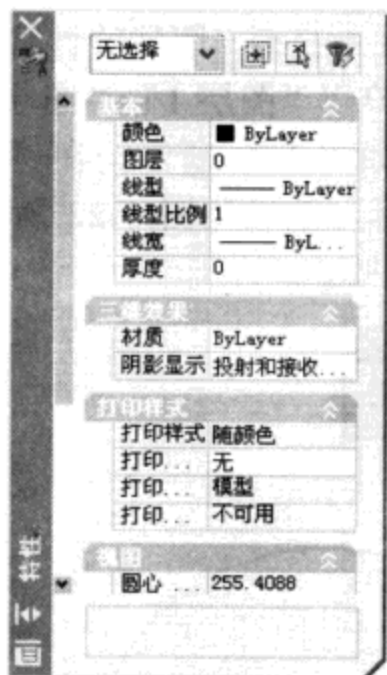 无选择
基本
颜色 ByLayer
图层 0
线型 ByLayer
线型比例 1
线宽 ByL...
厚度 0
三维效果
材质 ByLayer
阴影显示 投射和接收...
打印样式
打印样式 随颜色
打印... 无
打印... 模型
打印... 不可用
视图
圆心 ... 255.4088
特性